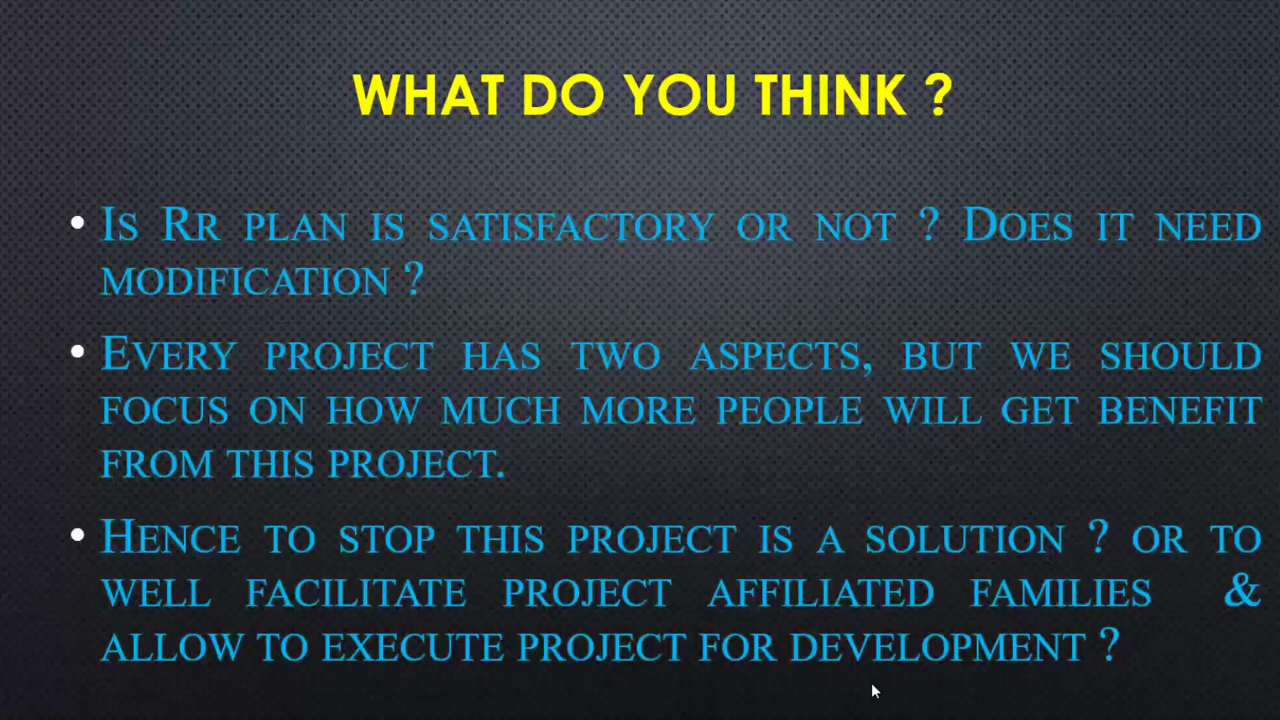 WHAT DO YOU THINK ?
• IS RR PLAN IS SATISFACTORY OR NOT ? DOES IT NEED
MODIFICATION ?
• EVERY PROJECT HAS TWO ASPECTS, BUT WE SHOULD
FOCUS ON HOW MUCH MORE PEOPLE WILL GET BENEFIT
FROM THIS PROJECT.
• HENCE TO STOP THIS PROJECT IS A SOLUTION ? OR TO
WELL FACILITATE PROJECT AFFILIATED FAMILIES &
ALLOW TO EXECUTE PROJECT FOR DEVELOPMENT ?